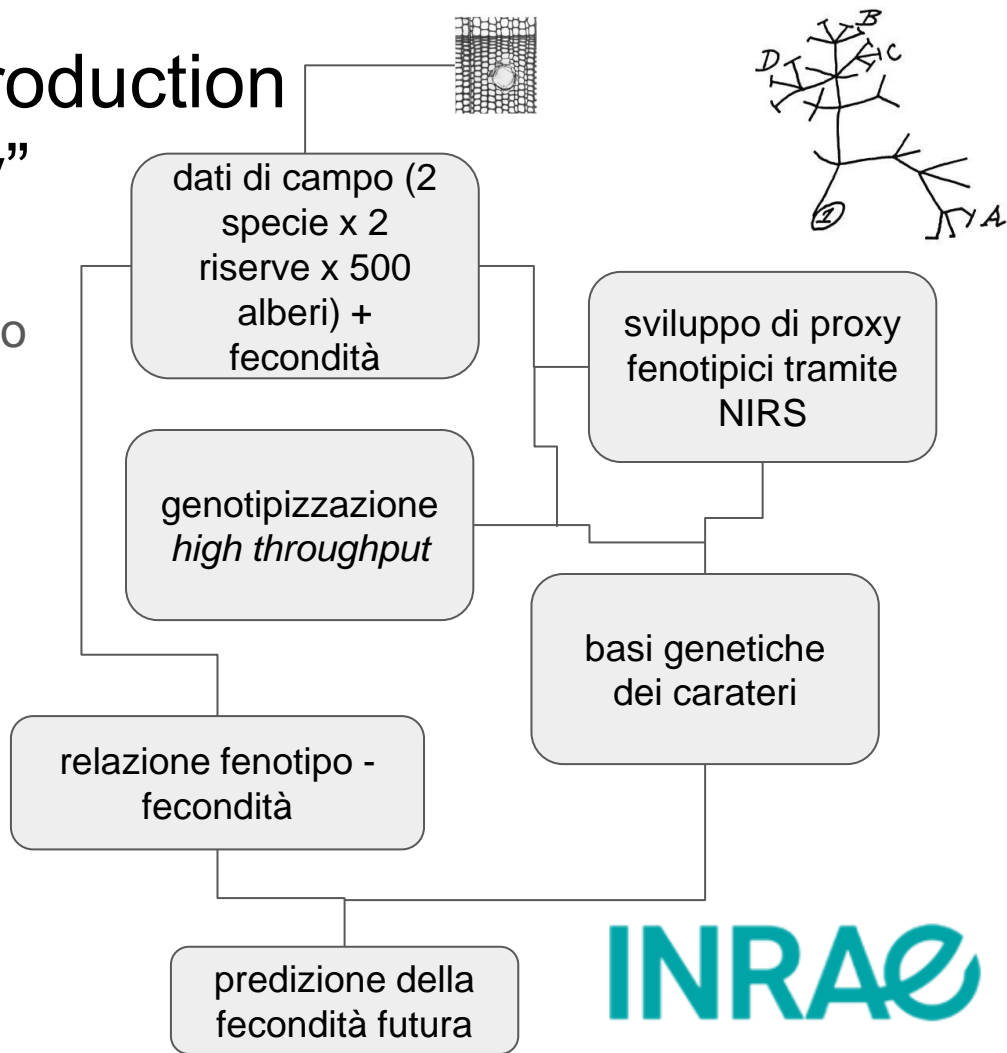 roduction
y”
o
dati di campo (2
specie x 2
riserve x 500
alberi) +
fecondità
sviluppo di proxy
fenotipici tramite
NIRS
genotipizzazione
high throughput
basi genetiche
dei carateri
relazione fenotipo -
fecondità
predizione della
fecondità futura
B
D
C
A
1
INRAE